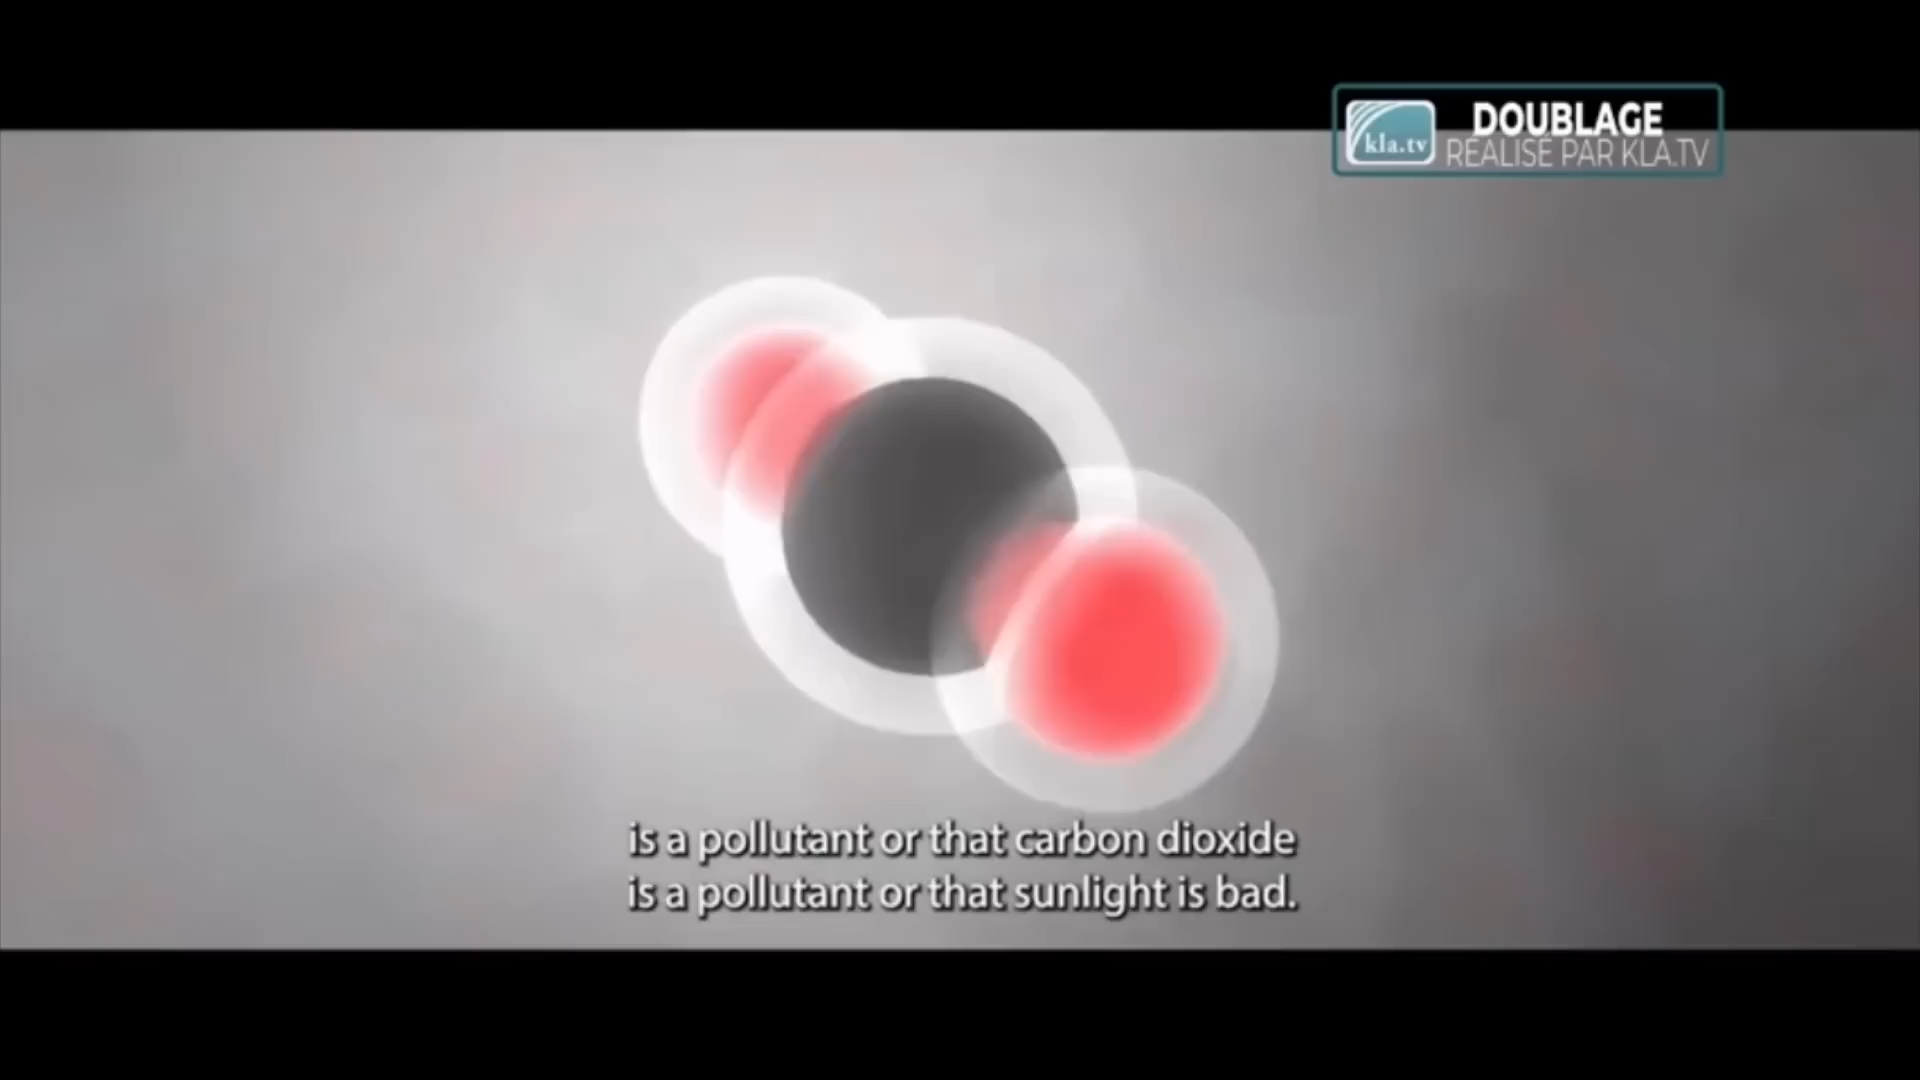 kla.tv
DOUBLAGE
RÉALISÉ PAR KLA.TV
is a pollutant or that carbon dioxide
is a pollutant or that sunlight is bad.